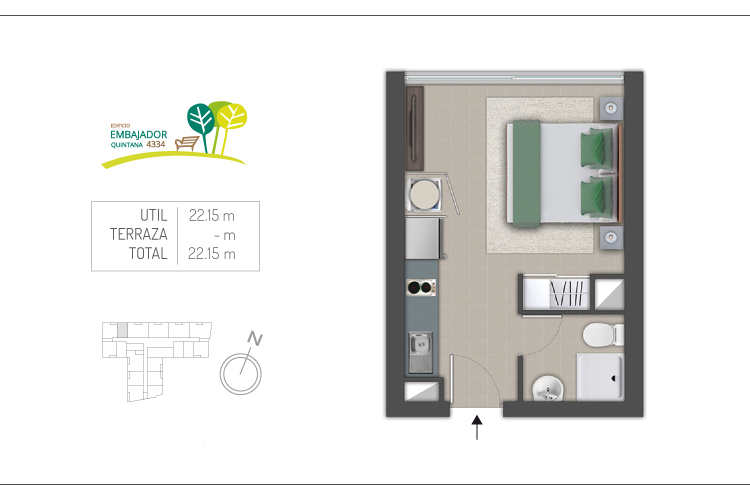 EDIFICIO
EMBAJADOR
QUINTANA 4334
UTIL 22.15 m
TERRAZA - m
TOTAL 22.15 m
N